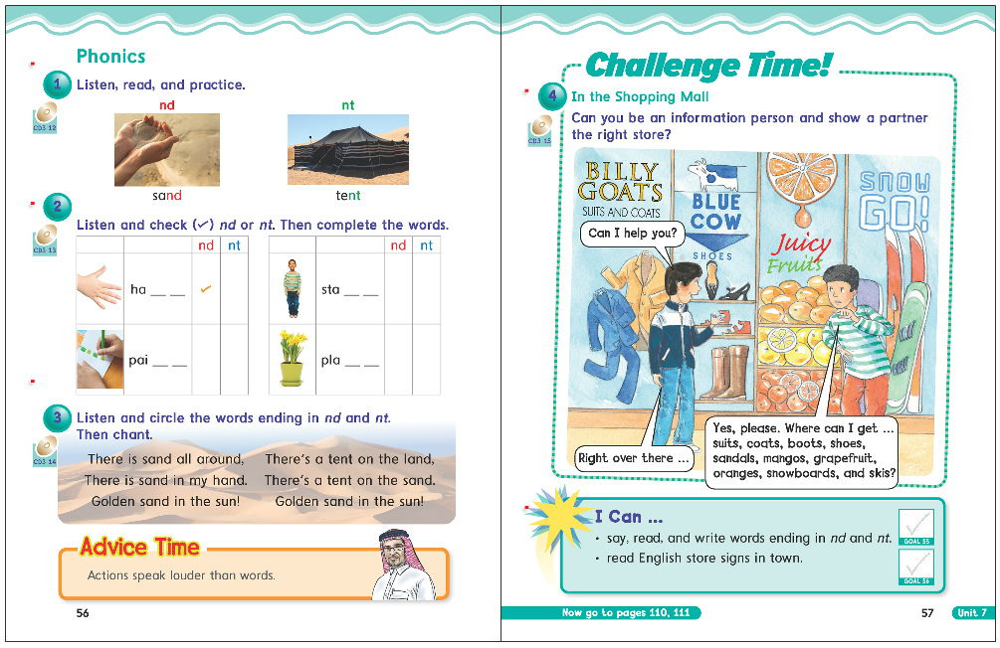 Phonics
1 Listen, read, and practice.
CD3 12
nd nt
sand tent
2
CD3 13
Listen and check (✓) nd or nt. Then complete the words.
nd nt
ha __ __ ✓
pai __ __
nd nt
sta __ __
pla __ __
3 Listen and circle the words ending in nd and nt.
Then chant.
CD3 14
There is sand all around,
There is sand in my hand.
Golden sand in the sun!
There's a tent on the land,
There's a tent on the sand.
Golden sand in the sun!
Advice Time
Actions speak louder than words.
56
Challenge Time!
4 In the Shopping Mall
CD3 15
Can you be an information person and show a partner
the right store?
BILLY
GOATS
SUITS AND COATS
BLUE
COW
SHOES
Juicy
Fruits
SNOW
GO!
Can I help you?
Right over there ...
Yes, please. Where can I get ...
suits, coats, boots, shoes,
sandals, mangos, grapefruit,
oranges, snowboards, and skis?
I Can ...
• say, read, and write words ending in nd and nt.
GOAL 55
• read English store signs in town.
GOAL 56
Now go to pages 110, 111
57 Unit 7